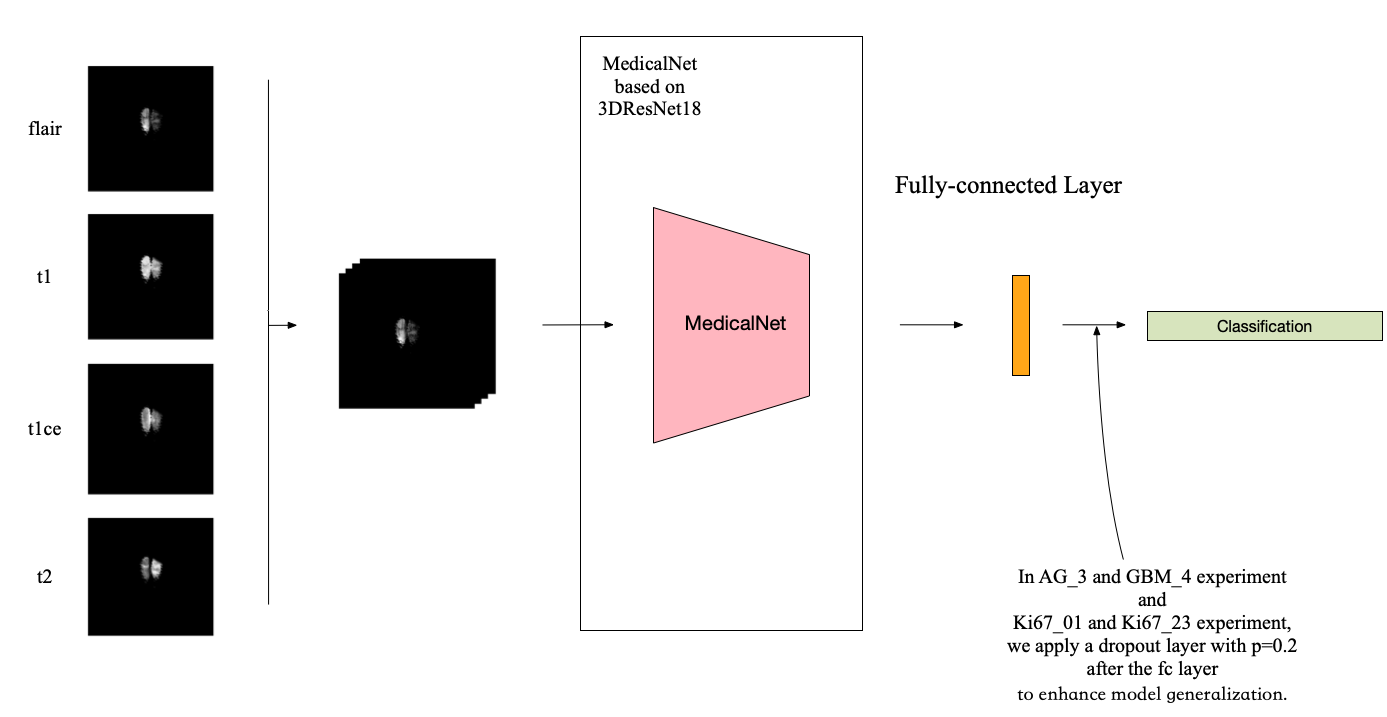 flair
t1
t1ce
t2
MedicalNet
based on
3DResNet18
MedicalNet
Fully-connected Layer
Classification
In AG_3 and GBM_4 experiment
and
Ki67_01 and Ki67_23 experiment,
we apply a dropout layer with p=0.2
after the fc layer
to enhance model generalization.